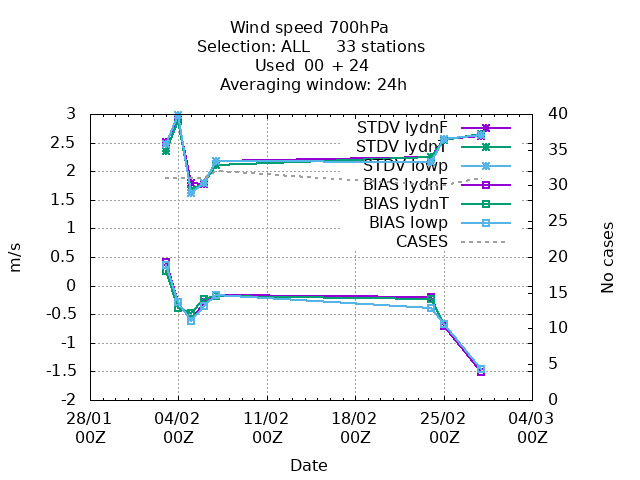 Wind speed 700hPa
Selection: ALL 33 stations
Used 00 + 24
Averaging window: 24h
3
2.5
2
1.5
1
0.5
0
-0.5
-1
-1.5
-2
m/s
40
35
30
25
20
15
10
5
0
No cases
STDV lydnF
STDV lydnT
STDV lowp
BIAS lydnF
BIAS lydnT
BIAS lowp
CASES
28/01 04/02 11/02 18/02 25/02 04/03
00Z 00Z 00Z 00Z 00Z 00Z
Date